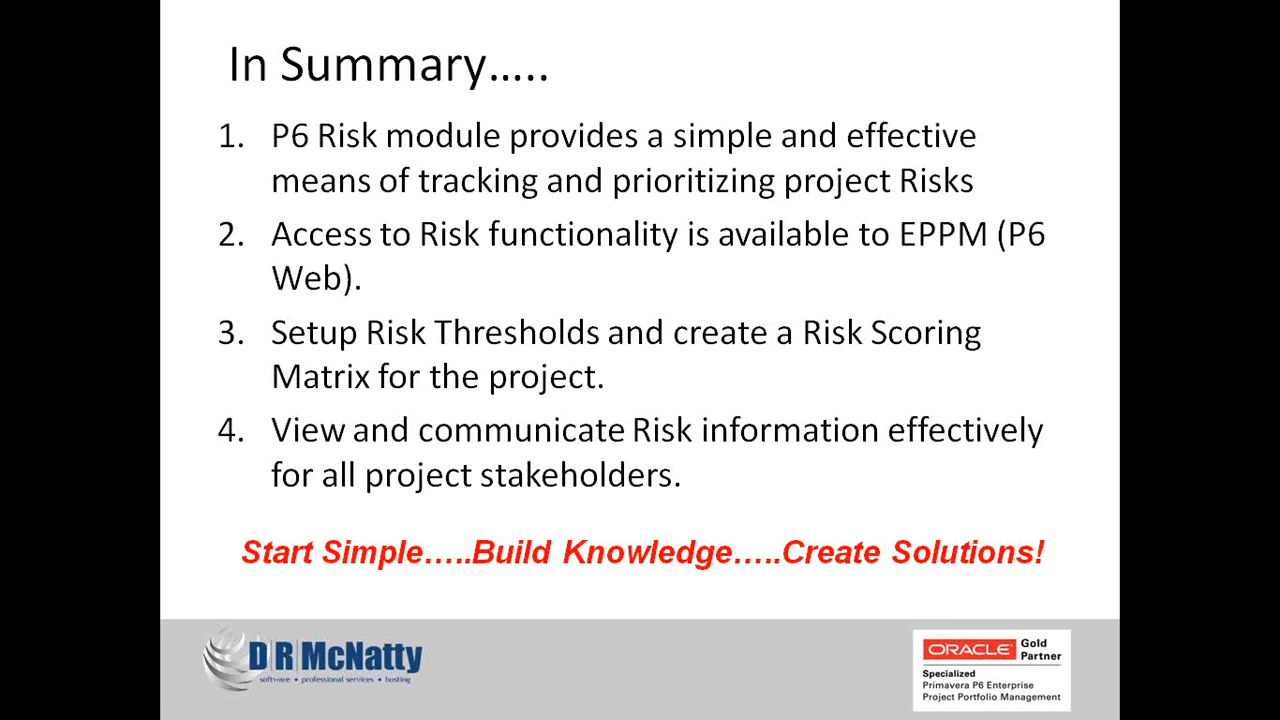 In Summary.....
1. P6 Risk module provides a simple and effective
means of tracking and prioritizing project Risks
2. Access to Risk functionality is available to EPPM (P6
Web).
3. Setup Risk Thresholds and create a Risk Scoring
Matrix for the project.
4. View and communicate Risk information effectively
for all project stakeholders.
Start Simple.....Build Knowledge.....Create Solutions!
D|R|McNatty
software • professional services • hosting
ORACLE Gold
Partner
Specialized
Primavera P6 Enterprise
Project Portfolio Management